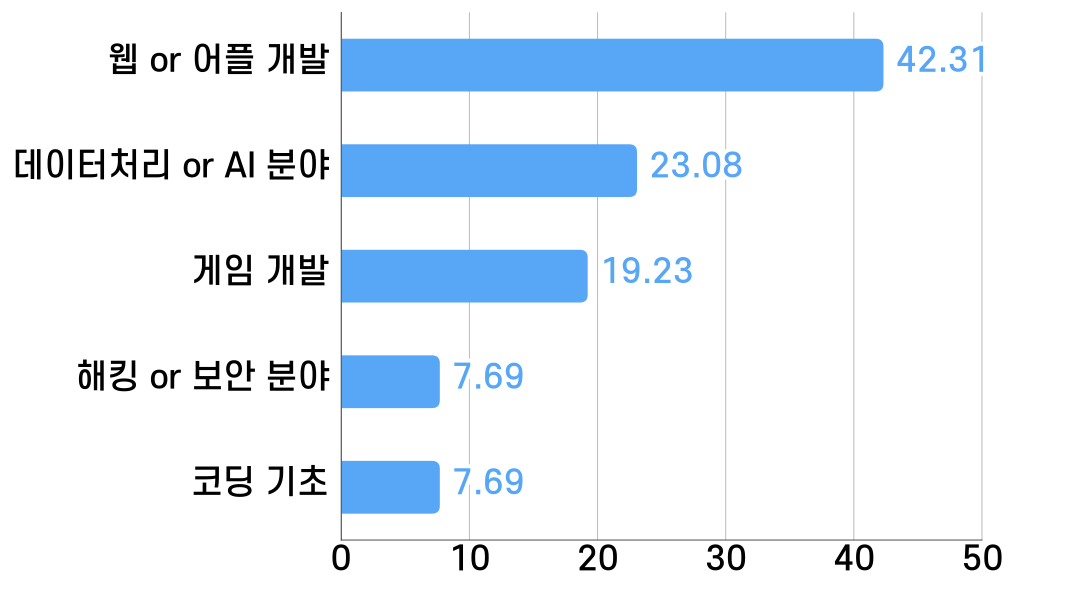 웹 or 어플 개발 42.31
데이터처리 or AI 분야 23.08
게임 개발 19.23
해킹 or 보안 분야 7.69
코딩 기초 7.69
0 10 20 30 40 50